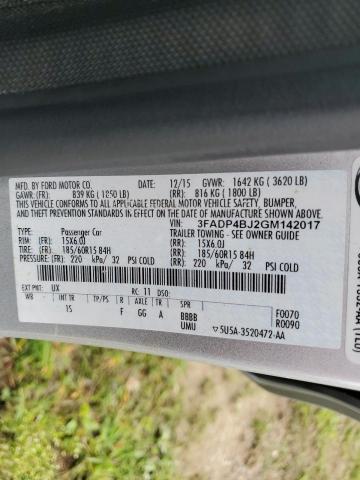 MFD. BY FORD MOTOR CO. 12/15 GVWR: 1642 KG ( 3620 LB)
GAWR: (FR): 839 KG ( 1850 LB) (RR): 816 KG ( 1800 LB)
THIS VEHICLE CONFORMS TO ALL APPLICABLE FEDERAL MOTOR VEHICLE SAFETY, BUMPER,
AND THEFT PREVENTION STANDARDS IN EFFECT ON THE DATE OF MANUFACTURE SHOWN ABOVE.
VIN: 3FADP4BJ2GM142017
TYPE: Passenger Car TRAILER TOWING - SEE OWNER GUIDE
RIM: (FR): 15X6.0J (RR): 15X6.0J
TIRE: (FR): 185/60R15 84H (RR): 185/60R15 84H
PRESSURE: (FR): 220 kPa/ 32 PSI COLD (RR): 220 kPa/ 32 PSI COLD
EXT PNT: UX RC: 11 DSO:
WB INT TR TP/PS R AXLE TR SPR F0070
15 F GG A BBBB R0090
UMU ▽5U5A-3520472-AA